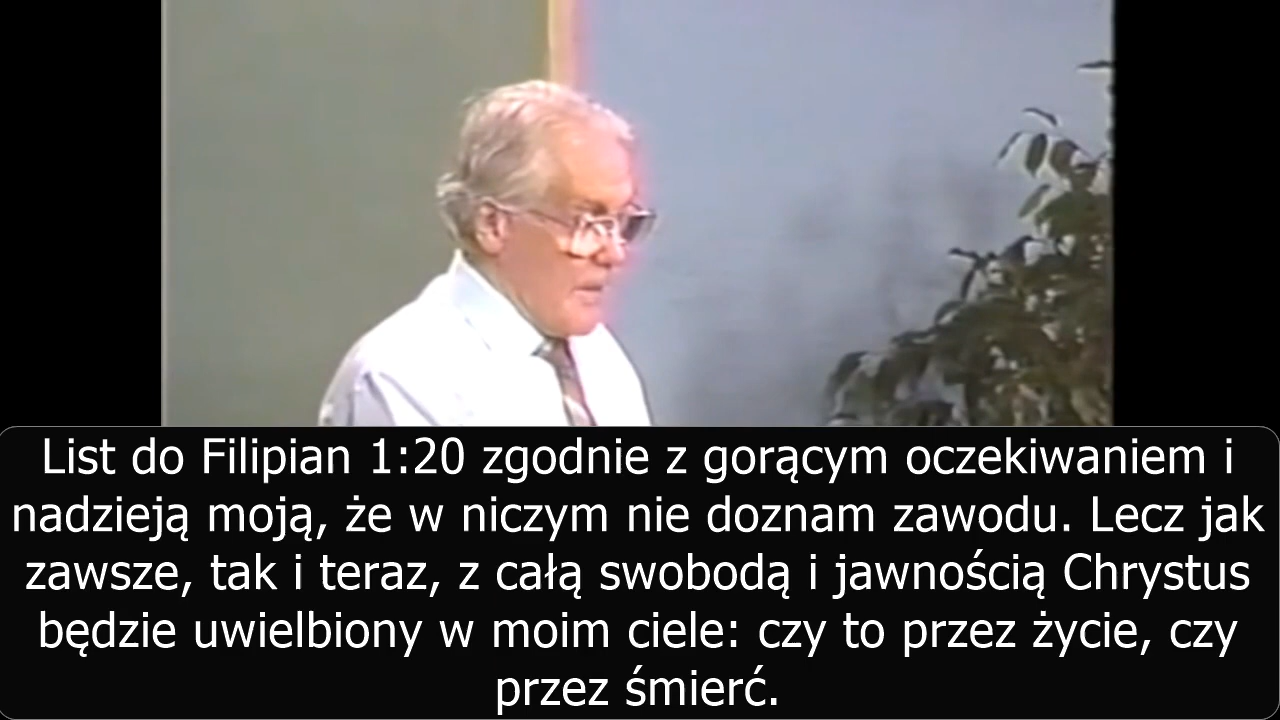 List do Filipian 1:20 zgodnie z gorącym oczekiwaniem i
nadzieją moją, że w niczym nie doznam zawodu. Lecz jak
zawsze, tak i teraz, z całą swobodą i jawnością Chrystus
będzie uwielbiony w moim ciele: czy to przez życie, czy
przez śmierć.